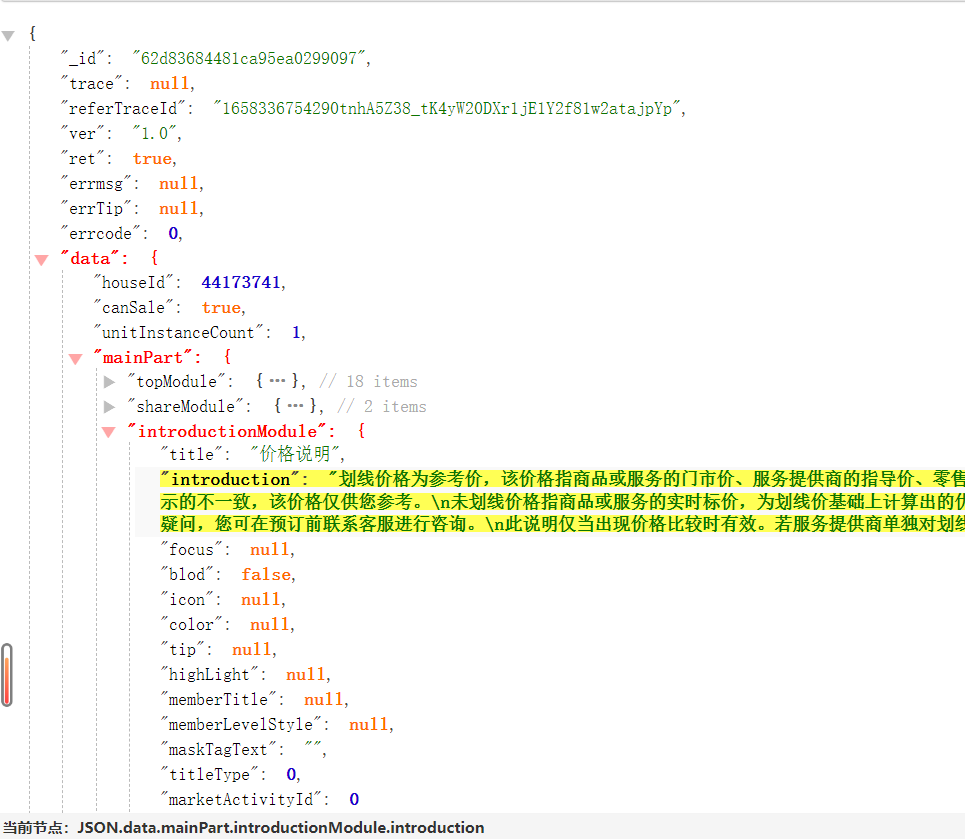 {
"_id": "62d83684481ca95ea0299097",
"trace": null,
"referTraceId": "1658336754290tnhA5Z38_tK4yW20DXr1jE1Y2f81w2atajpYp",
"ver": "1.0",
"ret": true,
"errmsg": null,
"errTip": null,
"errcode": 0,
"data": {
"houseId": 44173741,
"canSale": true,
"unitInstanceCount": 1,
"mainPart": {
"topModule": {···}, // 18 items
"shareModule": {···}, // 2 items
"introductionModule": {
"title": "价格说明",
"introduction": "划线价格为参考价，该价格指商品或服务的门市价、服务提供商的指导价、零售
示的不一致，该价格仅供您参考。\n未划线价格指商品或服务的实时标价，为划线价基础上计算出的优
疑问，您可在预订前联系客服进行咨询。\n此说明仅当出现价格比较时有效。若服务提供商单独对划线
"focus": null,
"blod": false,
"icon": null,
"color": null,
"tip": null,
"highLight": null,
"memberTitle": null,
"memberLevelStyle": null,
"maskTagText": "",
"titleType": 0,
"marketActivityId": 0
当前节点：JSON.data.mainPart.introductionModule.introduction